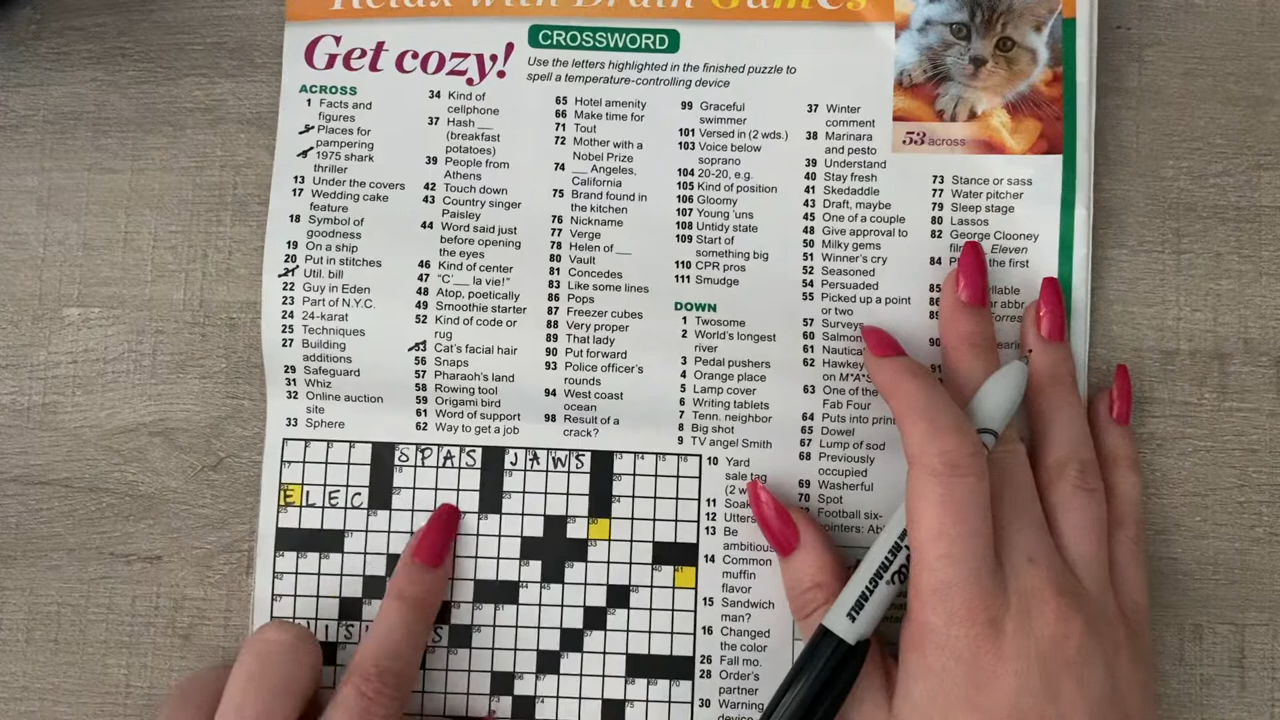 Relax with Brain Games
Get cozy!
CROSSWORD
Use the letters highlighted in the finished puzzle to
spell a temperature-controlling device
ACROSS
1 Facts and
figures
5 Places for
pampering
9 1975 shark
thriller
13 Under the covers
17 Wedding cake
feature
18 Symbol of
goodness
19 On a ship
20 Put in stitches
21 Util. bill
22 Guy in Eden
23 Part of N.Y.C.
24 24-karat
25 Techniques
27 Building
additions
29 Safeguard
31 Whiz
32 Online auction
site
33 Sphere
34 Kind of
cellphone
37 Hash ___
(breakfast
potatoes)
39 People from
Athens
42 Touch down
43 Country singer
Paisley
44 Word said just
before opening
the eyes
46 Kind of center
47 "C'___ la vie!"
48 Atop, poetically
49 Smoothie starter
52 Kind of code or
rug
53 Cat's facial hair
56 Snaps
57 Pharaoh's land
58 Rowing tool
59 Origami bird
61 Word of support
62 Way to get a job
65 Hotel amenity
66 Make time for
71 Tout
72 Mother with a
Nobel Prize
74 ___ Angeles,
California
75 Brand found in
the kitchen
76 Nickname
77 Verge
78 Helen of ___
80 Vault
81 Concedes
83 Like some lines
86 Pops
87 Freezer cubes
88 Very proper
89 That lady
90 Put forward
93 Police officer's
rounds
94 West coast
ocean
98 Result of a
crack?
99 Graceful
swimmer
101 Versed in (2 wds.)
103 Voice below
soprano
104 20-20, e.g.
105 Kind of position
106 Gloomy
107 Young 'uns
108 Untidy state
109 Start of
something big
110 CPR pros
111 Smudge
DOWN
1 Twosome
2 World's longest
river
3 Pedal pushers
4 Orange place
5 Lamp cover
6 Writing tablets
7 Tenn. neighbor
8 Big shot
9 TV angel Smith
10 Yard
sale tag
(2 w
11 Soak
12 Utters
13 Be
ambitious
14 Common
muffin
flavor
15 Sandwich
man?
16 Changed
the color
26 Fall mo.
28 Order's
partner
30 Warning
device
37 Winter
comment
38 Marinara
and pesto
39 Understand
40 Stay fresh
41 Skedaddle
43 Draft, maybe
45 One of a couple
48 Give approval to
50 Milky gems
51 Winner's cry
52 Seasoned
54 Persuaded
55 Picked up a point
or two
57 Surveys
60 Salmon
61 Nautica
62 Hawkey
on M*A*S
63 One of the
Fab Four
64 Puts into print
65 Dowel
67 Lump of sod
68 Previously
occupied
69 Washerful
70 Spot
Football six-
pointers: Ab
53 across
73 Stance or sass
77 Water pitcher
79 Sleep stage
80 Lassos
82 George Clooney
film Eleven
84 the first
85 yllable
86 ar abbr.
89 Forres
90 earin
91
SPAS JAWS
ELEC